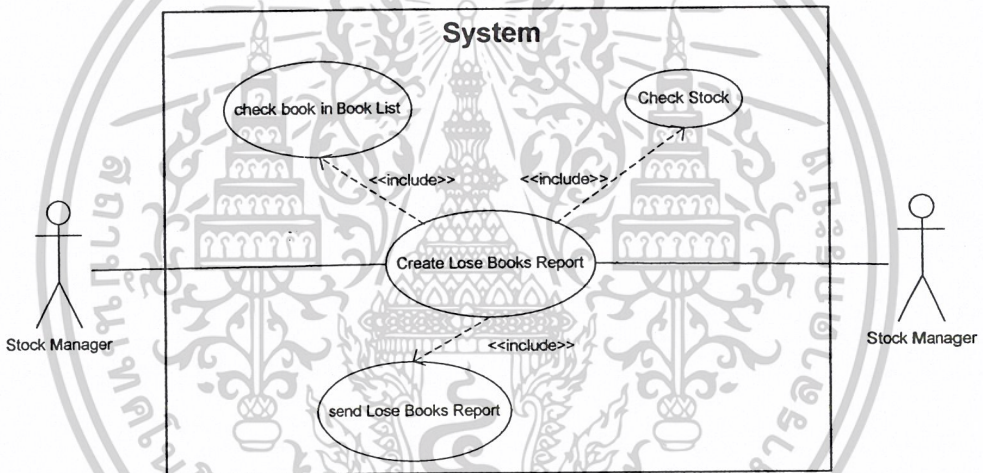 System
check book in Book List
Check Stock
<<include>>
<<include>>
Create Lose Books Report
Stock Manager
Stock Manager
<<include>>
send Lose Books Report